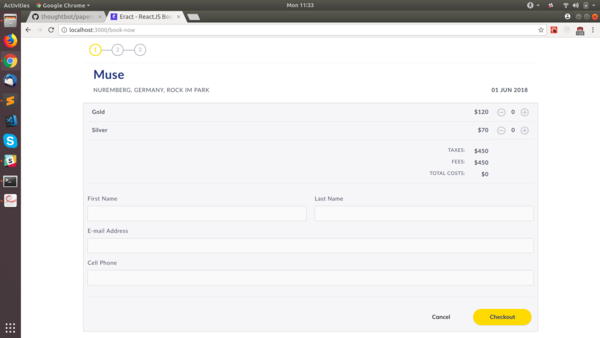 Activities Google Chrome Mon 11:33
thoughtbot/paper Eract - ReactJS Boo
localhost:3000/book-now
1 2 3
Muse
NUREMBERG, GERMANY, ROCK IM PARK 01 JUN 2018
Gold $120 0
Silver $70 0
TAXES: $450
FEES: $450
TOTAL COSTS: $0
First Name Last Name
E-mail Address
Cell Phone
Cancel Checkout